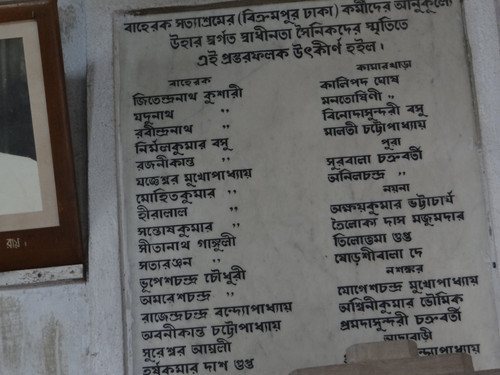 বাহেরক সত্যাশ্রমের (বিক্রমপুর ঢাকা) কর্মীদের আনুকূল্যে
উহার স্বর্গত স্বাধীনতা সৈনিকদের স্মৃতিতে
এই প্রস্তরফলক উৎকীর্ণ হইল।
বাহেরক
জিতেন্দ্রনাথ কুশারী
যদুনাথ "
রবীন্দ্রনাথ "
নির্মলকুমার বসু
রজনীকান্ত "
যজ্ঞেশ্বর মুখোপাধ্যায়
মোহিতকুমার "
হীরালাল "
সন্তোষকুমার "
সীতানাথ গাঙ্গুলী
সত্যরঞ্জন "
ভূপেশচন্দ্র চৌধুরী
অমরেশচন্দ্র "
রাজেন্দ্রচন্দ্র বন্দ্যোপাধ্যায়
অবনীকান্ত চট্টোপাধ্যায়
সুরেশ্বর আয়লী
হর্ষকুমার দাশ গুপ্ত
কামারখাড়া
কালিপদ ঘোষ
মনতোষিণী "
বিনোদাসুন্দরী বসু
মালতী চট্টোপাধ্যায়
পুরা
সুরবালা চক্রবর্তী
অনিলচন্দ্র "
নয়না
অক্ষয়কুমার ভট্টাচার্য
ত্রৈলোক্য দাস মজুমদার
তিলোত্তমা গুপ্ত
ষোড়শীবালা দে
নশঙ্কর
যোগেশচন্দ্র মুখোপাধ্যায়
অশ্বিনীকুমার ভৌমিক
প্রমদাসুন্দরী চক্রবর্তী
রায়।